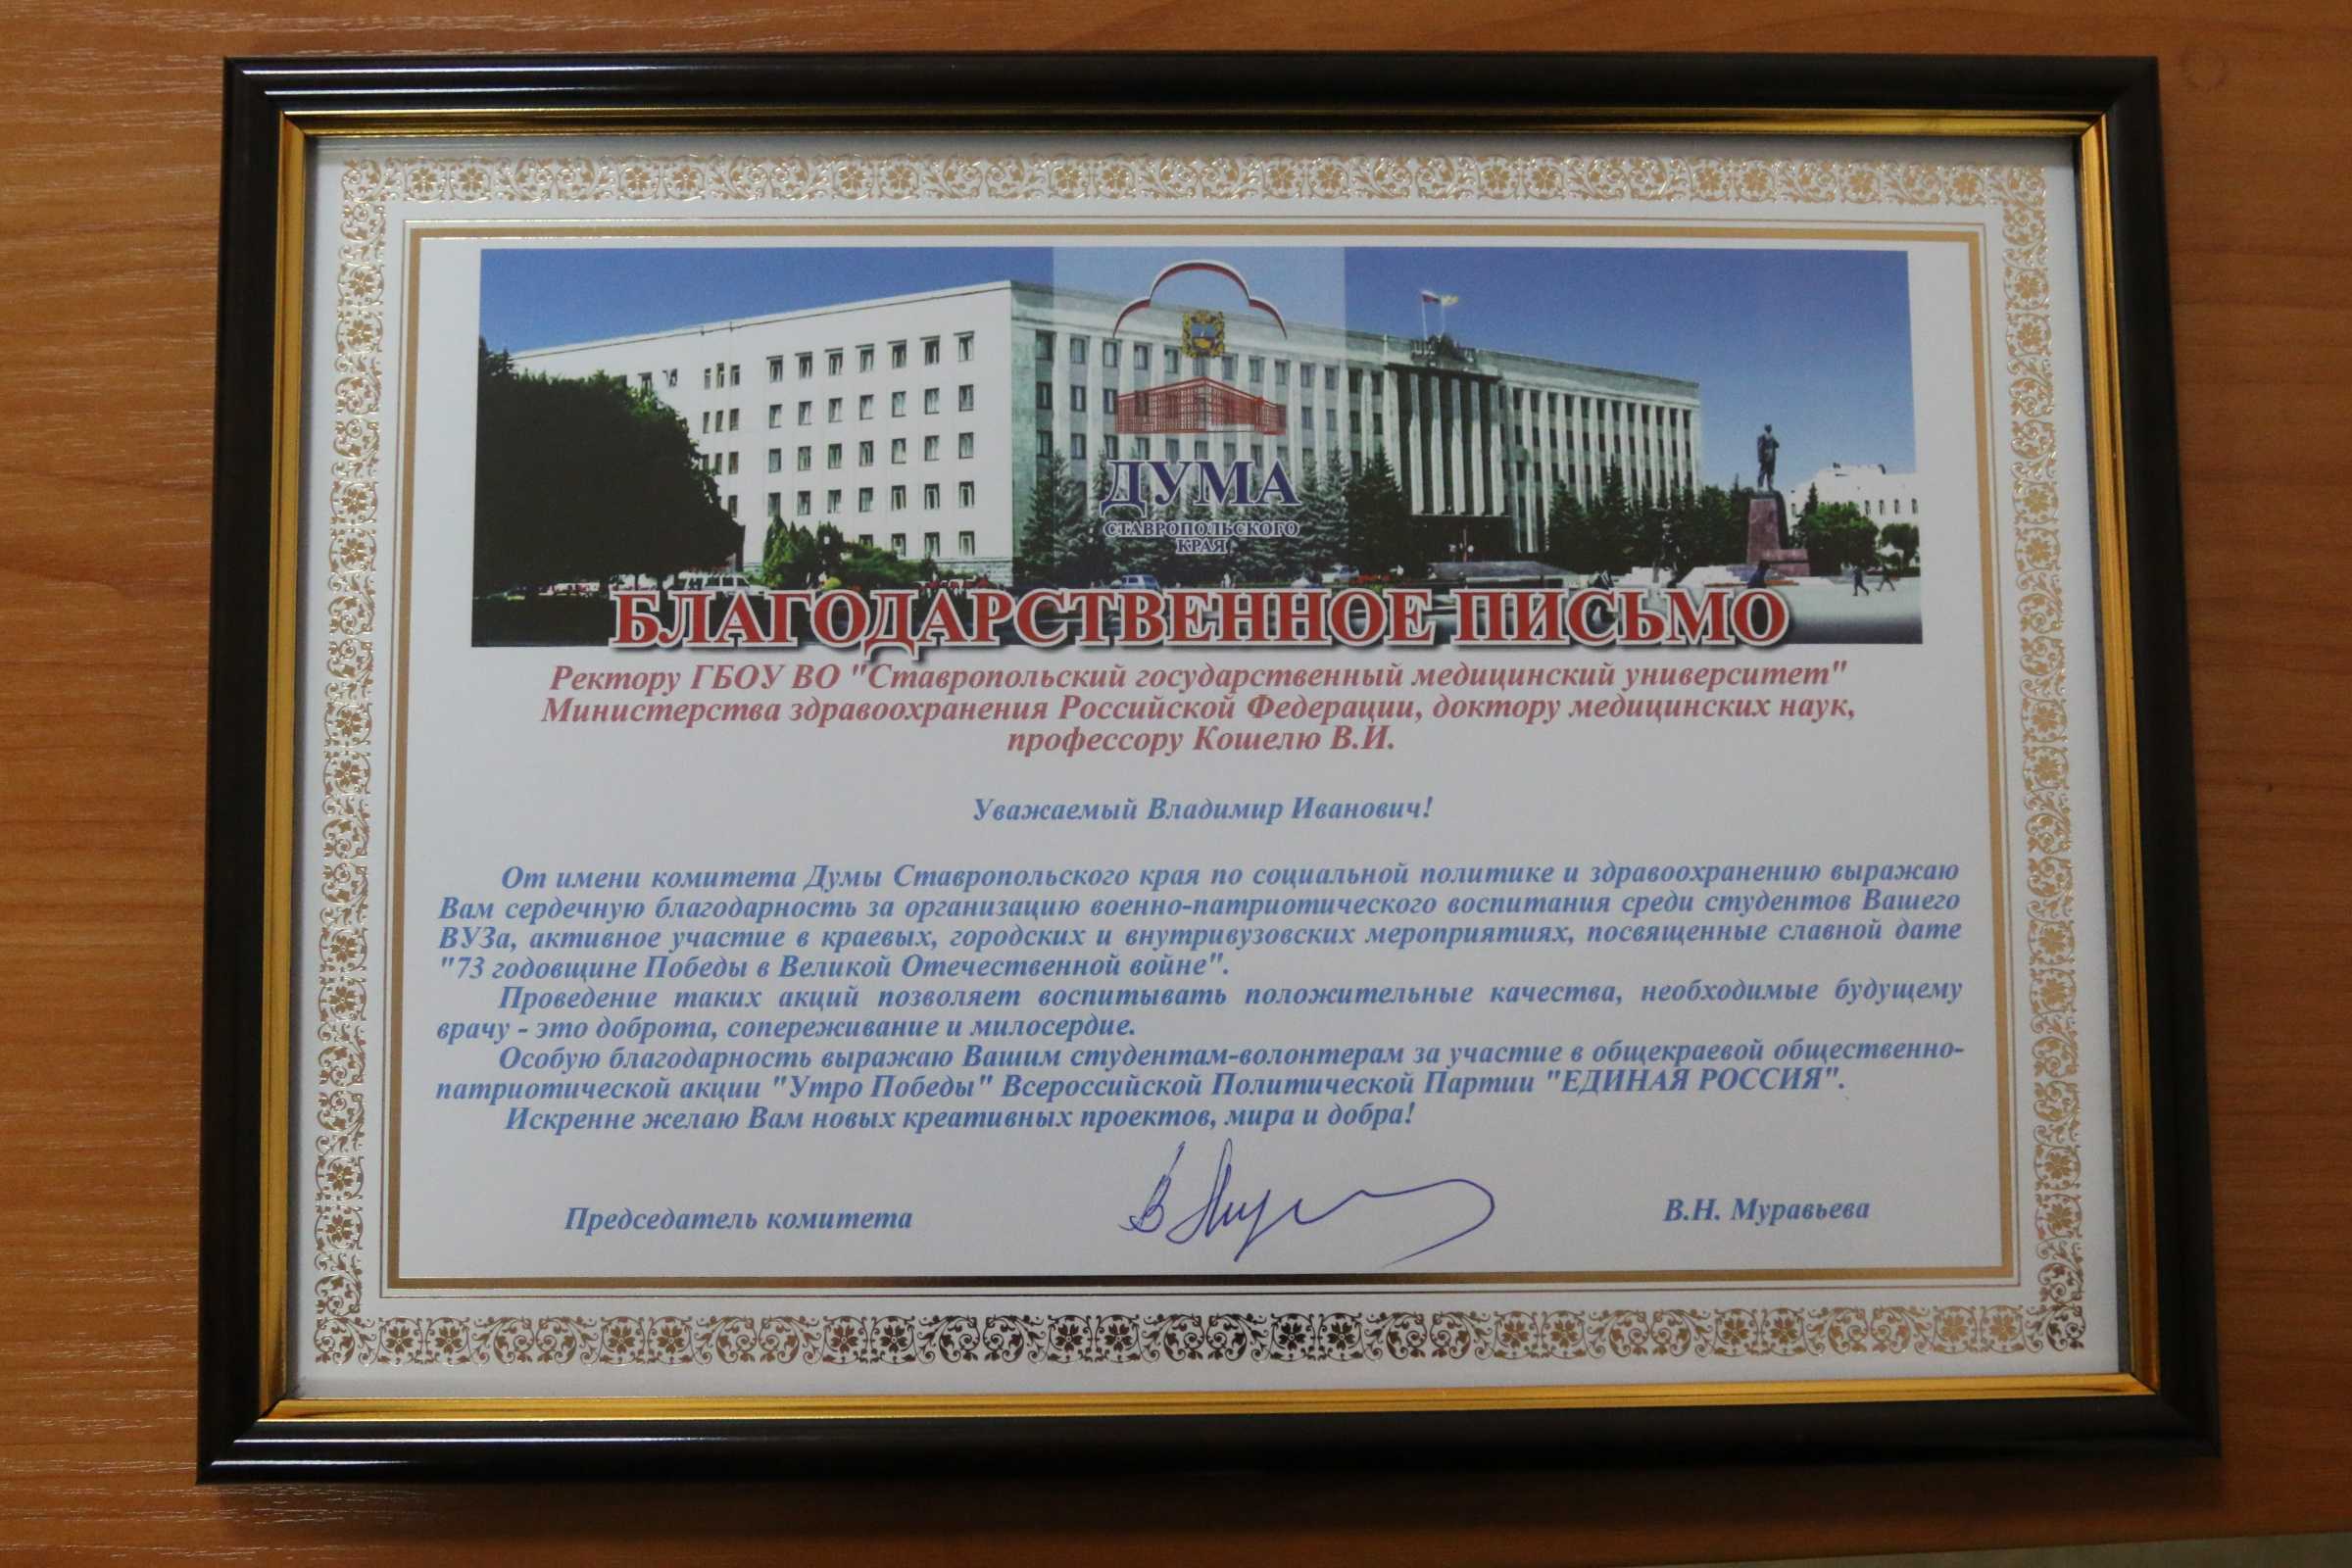 ДУМА
СТАВРОПОЛЬСКОГО
КРАЯ
БЛАГОДАРСТВЕННОЕ ПИСЬМО
Ректору ГБОУ ВО "Ставропольский государственный медицинский университет"
Министерства здравоохранения Российской Федерации, доктору медицинских наук,
профессору Кошелю В.И.
Уважаемый Владимир Иванович!
От имени комитета Думы Ставропольского края по социальной политике и здравоохранению выражаю
Вам сердечную благодарность за организацию военно-патриотического воспитания среди студентов Вашего
ВУЗа, активное участие в краевых, городских и внутривузовских мероприятиях, посвященные славной дате
"73 годовщине Победы в Великой Отечественной войне".
Проведение таких акций позволяет воспитывать положительные качества, необходимые будущему
врачу - это доброта, сопереживание и милосердие.
Особую благодарность выражаю Вашим студентам-волонтерам за участие в общекраевой общественно-
патриотической акции "Утро Победы" Всероссийской Политической Партии "ЕДИНАЯ РОССИЯ".
Искренне желаю Вам новых креативных проектов, мира и добра!
Председатель комитета
В.Н. Муравьева